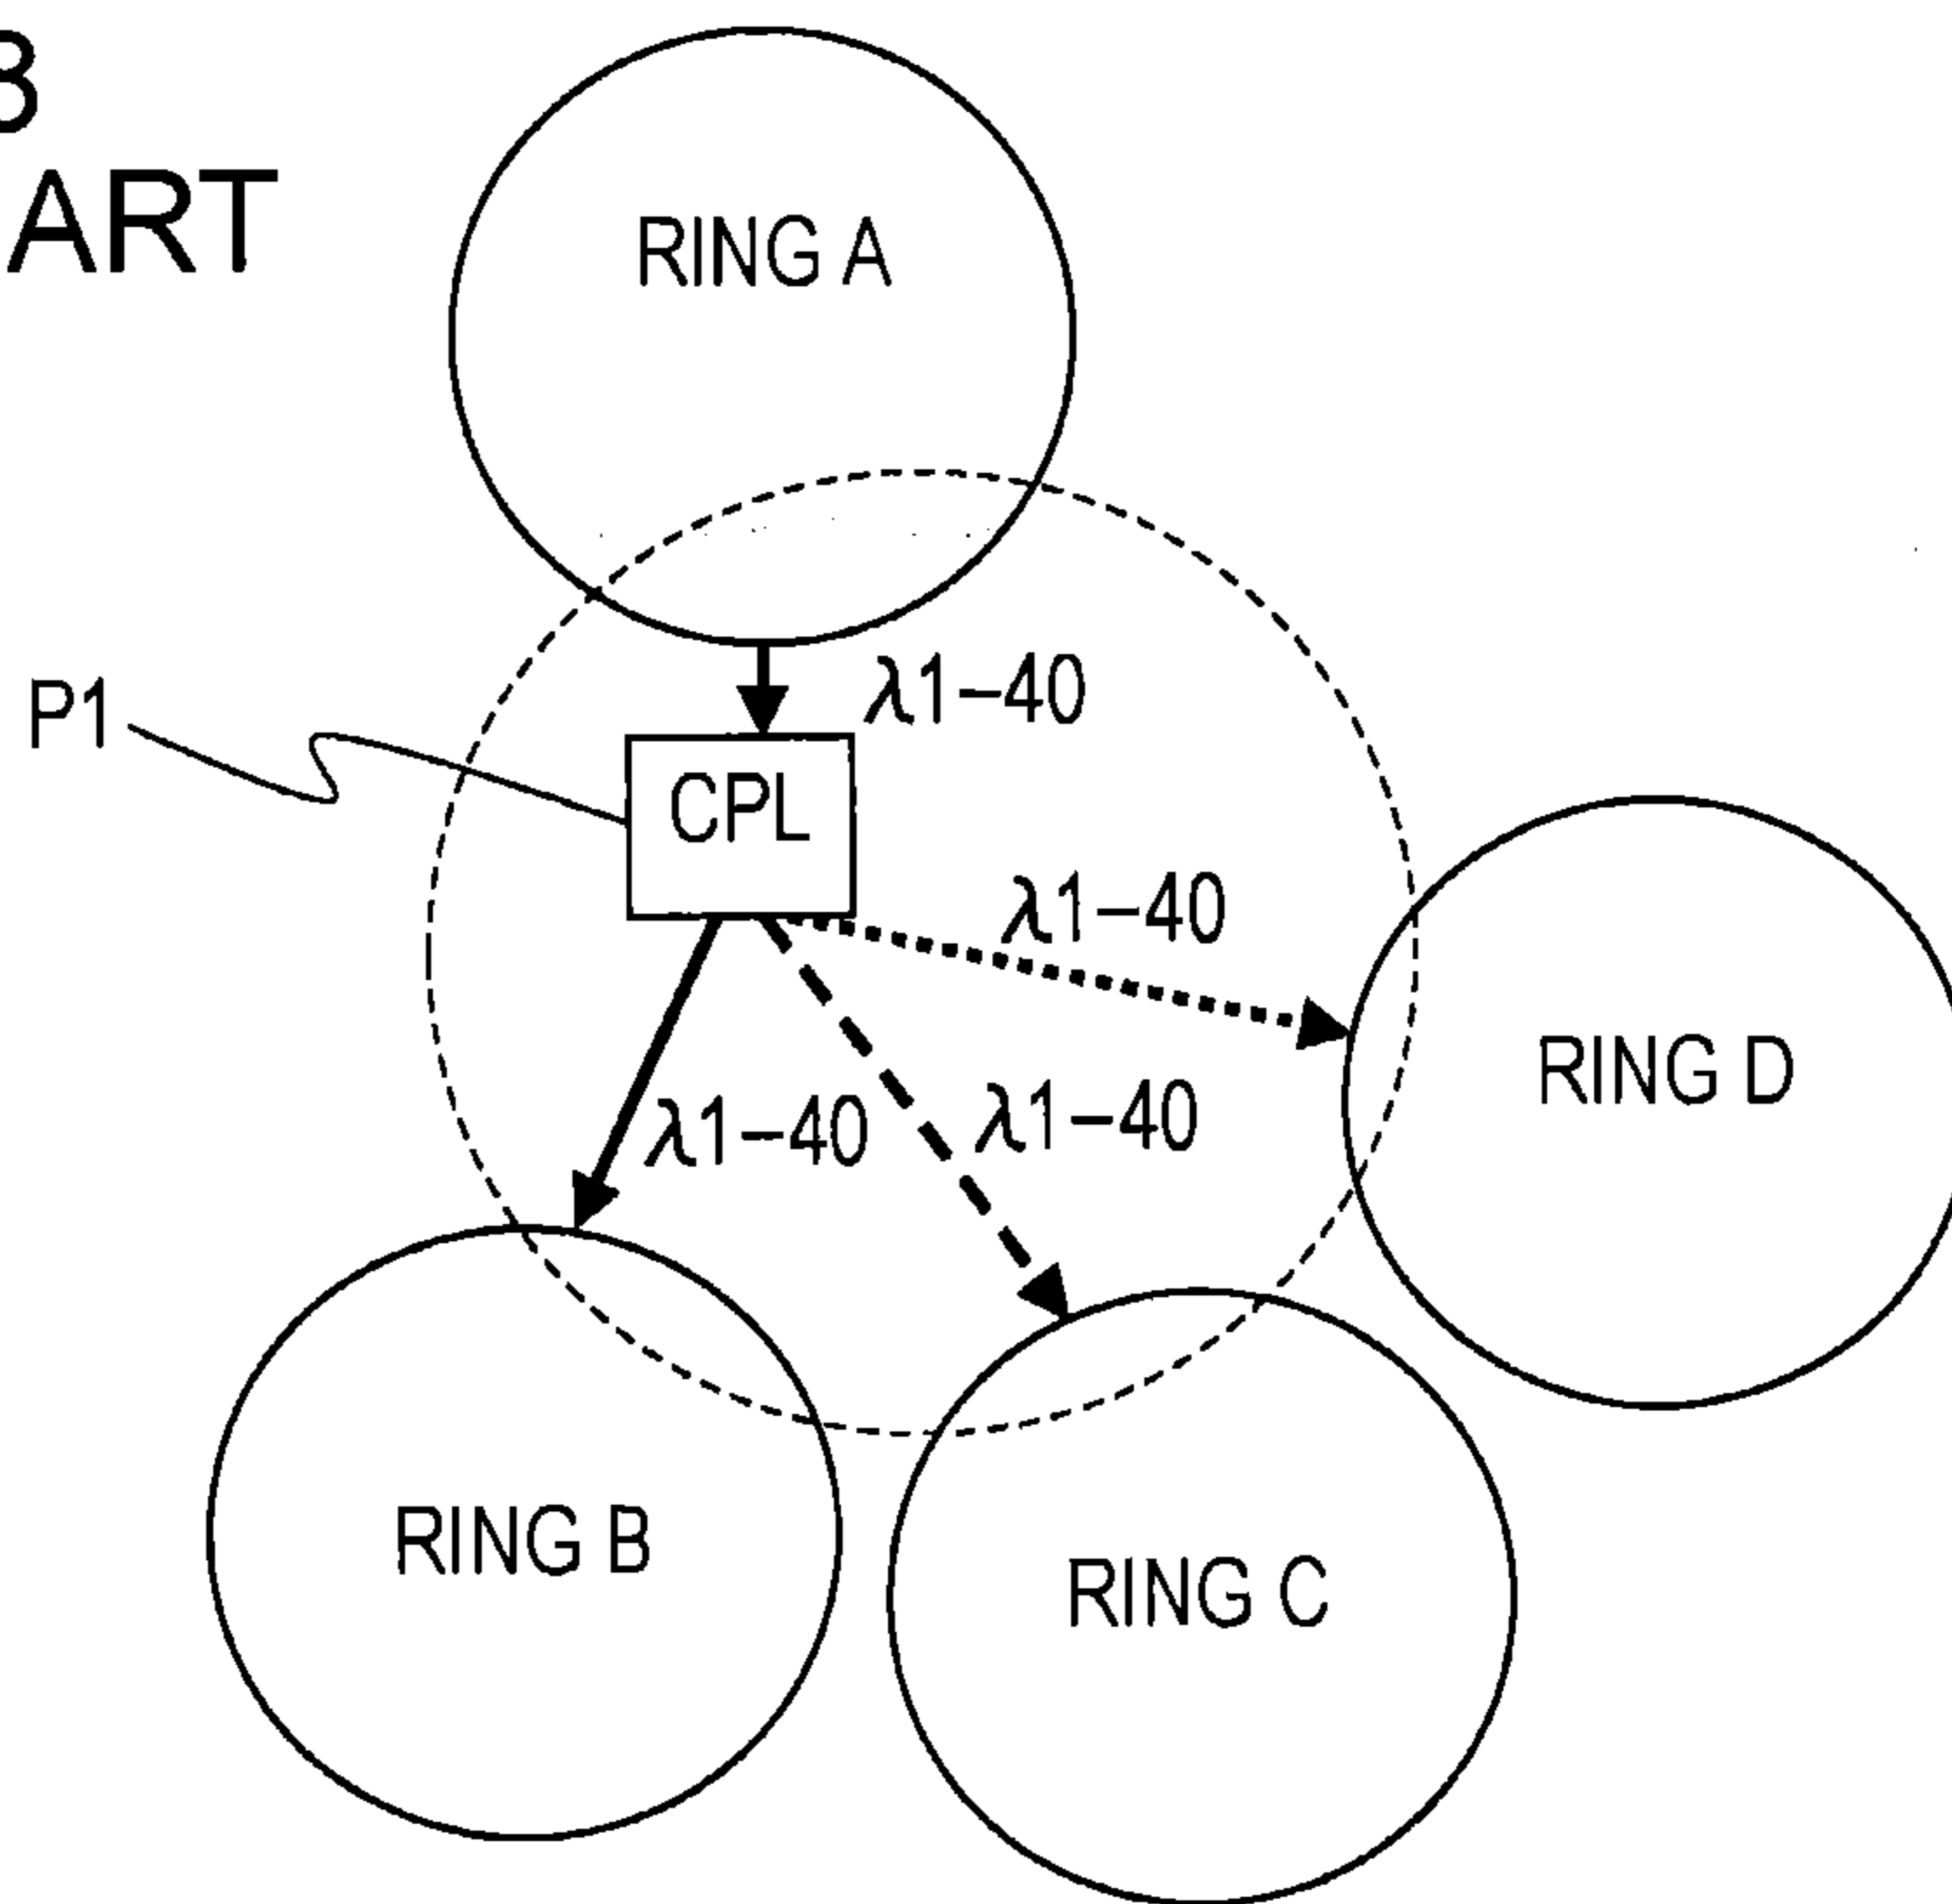 B
ART
RING A
λ1-40
P1
CPL
λ1-40
RING D
λ1-40
λ1-40
RING B
RING C